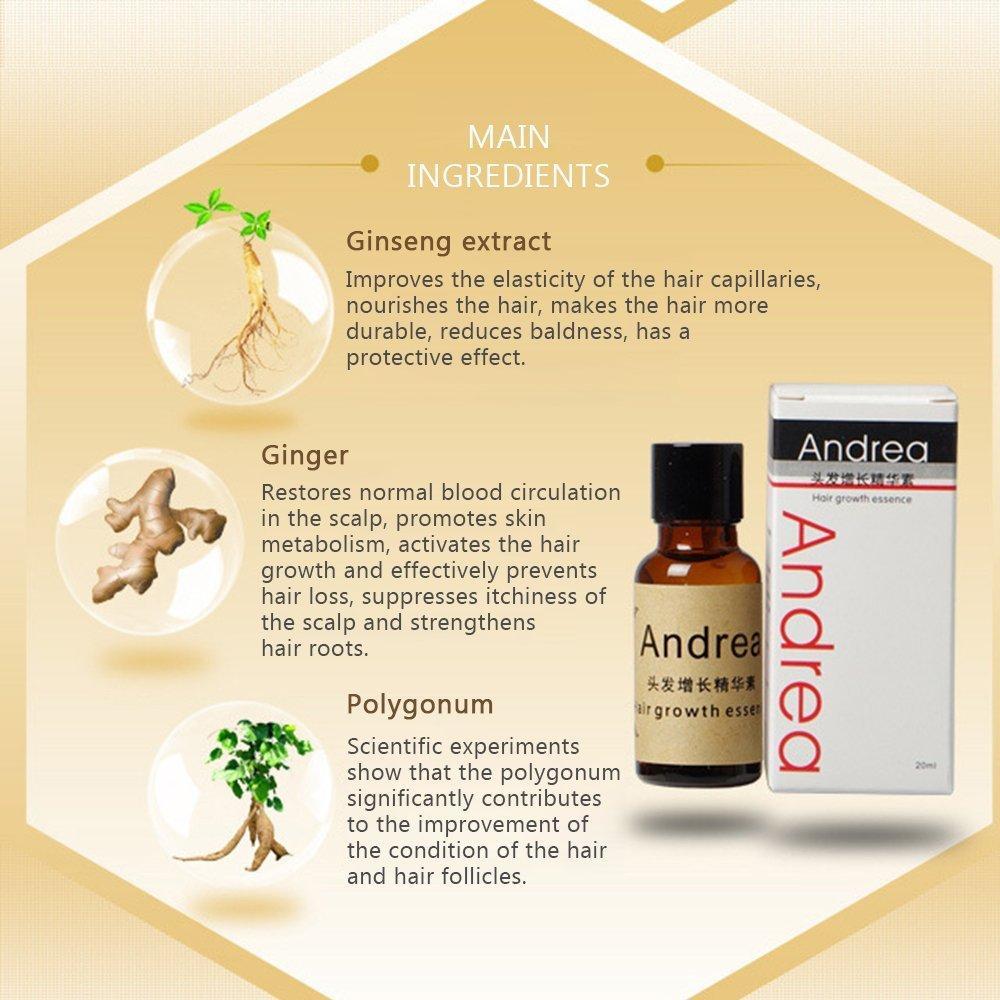 MAIN
INGREDIENTS
Ginseng extract
Improves the elasticity of the hair capillaries,
nourishes the hair, makes the hair more
durable, reduces baldness, has a
protective effect.
Ginger
Restores normal blood circulation
in the scalp, promotes skin
metabolism, activates the hair
growth and effectively prevents
hair loss, suppresses itchiness of
the scalp and strengthens
hair roots.
Polygonum
Scientific experiments
show that the polygonum
significantly contributes
to the improvement of
the condition of the hair
and hair follicles.
Andrea
头发增长精华素
air growth essen
Andrea
头发增长精华素
Hair growth essence
Andrea
20ml